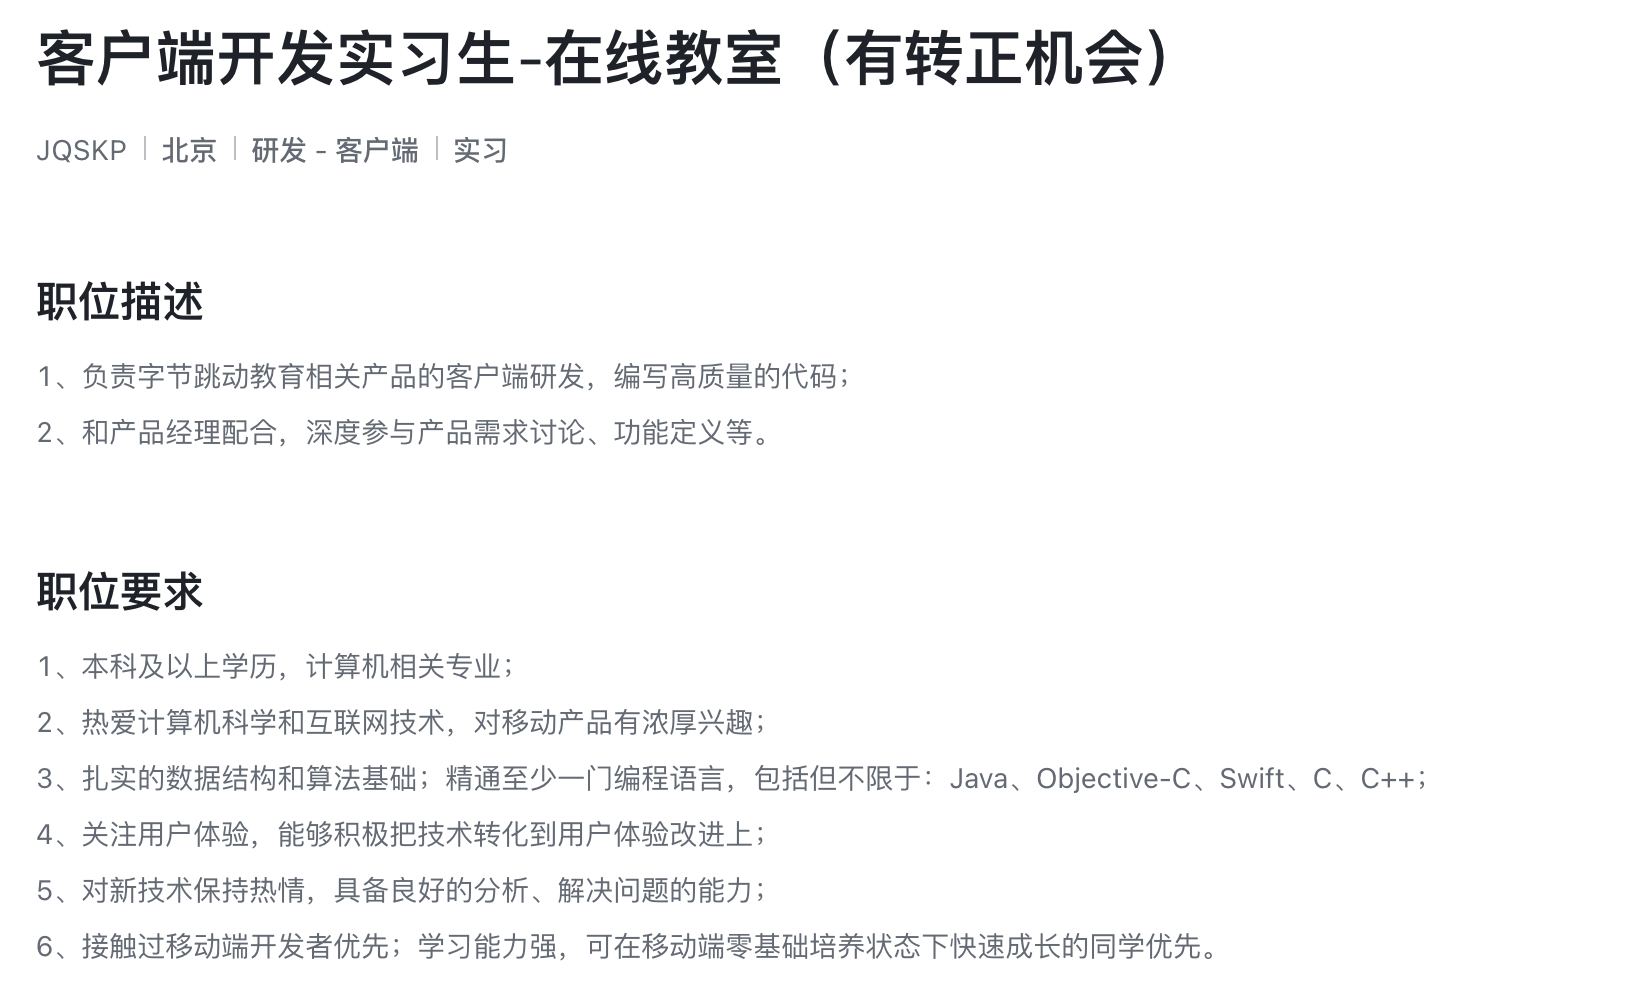 客户端开发实习生-在线教室（有转正机会）
JQSKP | 北京 | 研发 - 客户端 | 实习
职位描述
1、负责字节跳动教育相关产品的客户端研发，编写高质量的代码；
2、和产品经理配合，深度参与产品需求讨论、功能定义等。
职位要求
1、本科及以上学历，计算机相关专业；
2、热爱计算机科学和互联网技术，对移动产品有浓厚兴趣；
3、扎实的数据结构和算法基础；精通至少一门编程语言，包括但不限于：Java、Objective-C、Swift、C、C++；
4、关注用户体验，能够积极把技术转化到用户体验改进上；
5、对新技术保持热情，具备良好的分析、解决问题的能力；
6、接触过移动端开发者优先；学习能力强，可在移动端零基础培养状态下快速成长的同学优先。